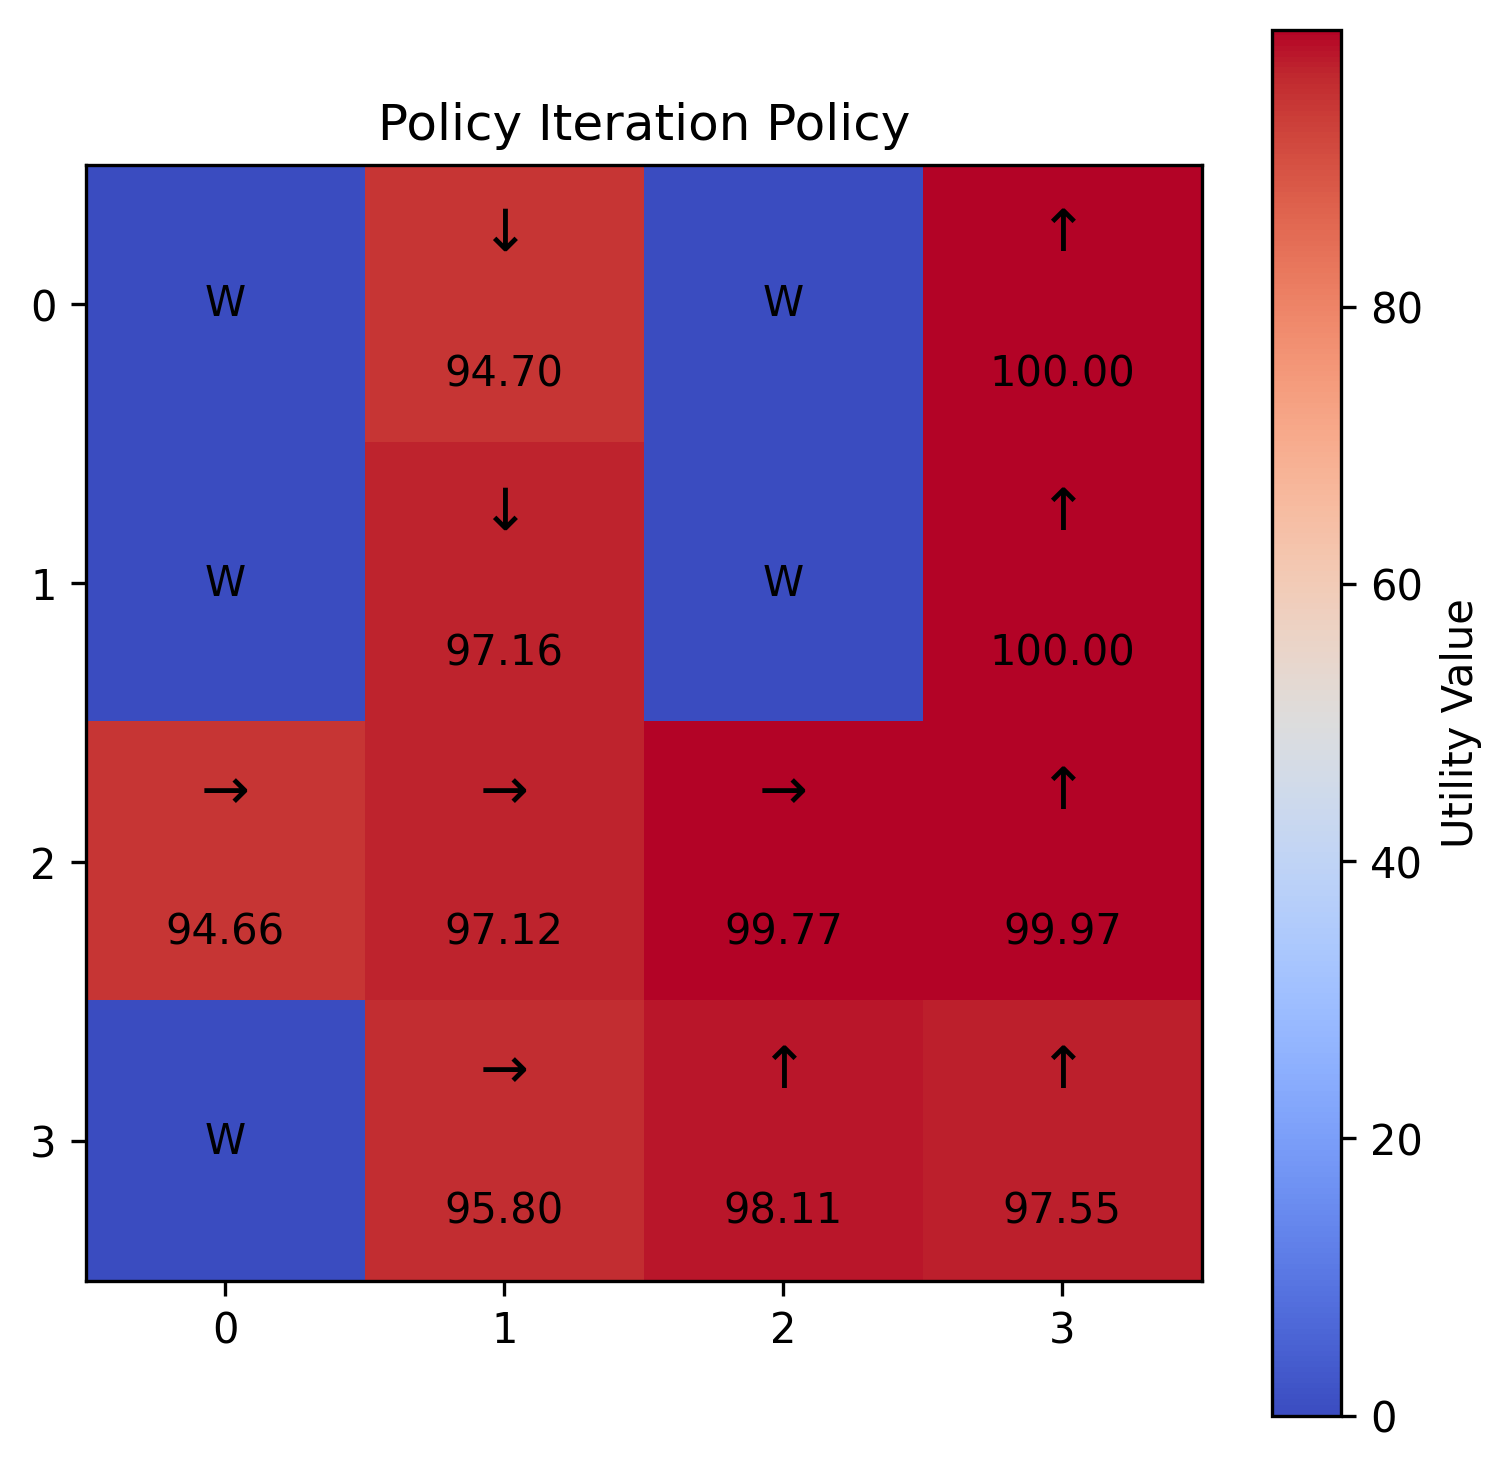 Policy Iteration Policy
0 W ↓ W ↑
94.70 100.00
1 W ↓ W ↑
97.16 100.00
2 → → → ↑
94.66 97.12 99.77 99.97
3 W → ↑ ↑
95.80 98.11 97.55
0 1 2 3
80
60
40
20
0
Utility Value